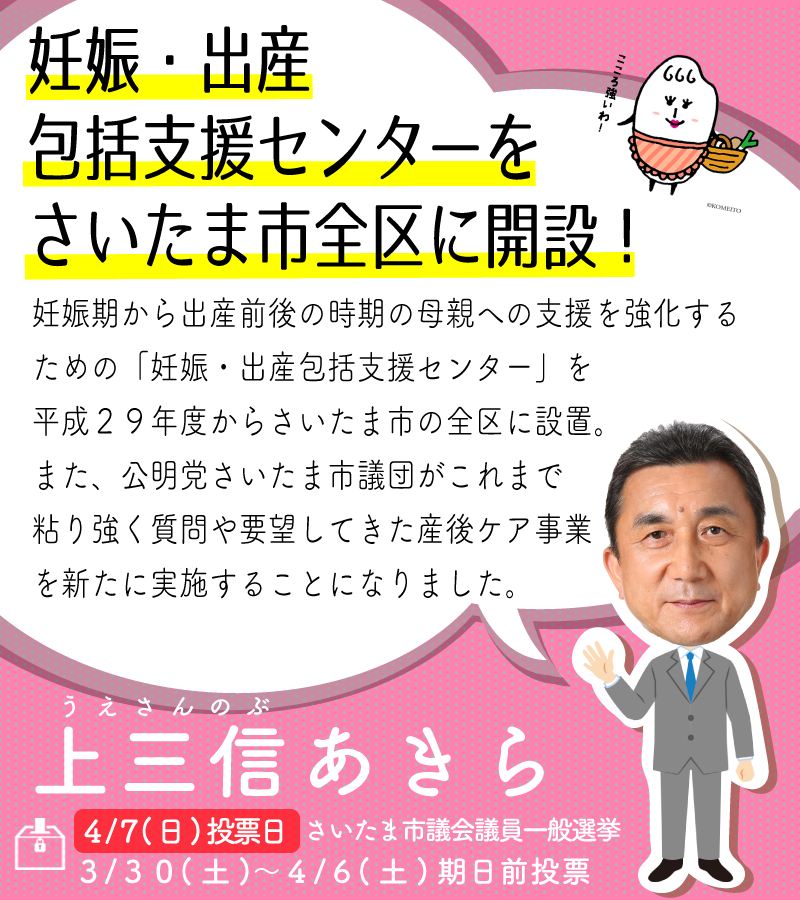 妊娠・出産
包括支援センターを
さいたま市全区に開設！
こころ強いわ！
©KOMEITO
妊娠期から出産前後の時期の母親への支援を強化する
ための「妊娠・出産包括支援センター」を
平成２９年度からさいたま市の全区に設置。
また、公明党さいたま市議団がこれまで
粘り強く質問や要望してきた産後ケア事業
を新たに実施することになりました。
うえさんのぶ
上三信あきら
4/7(日)投票日 さいたま市議会議員一般選挙
3/30(土)〜4/6(土)期日前投票